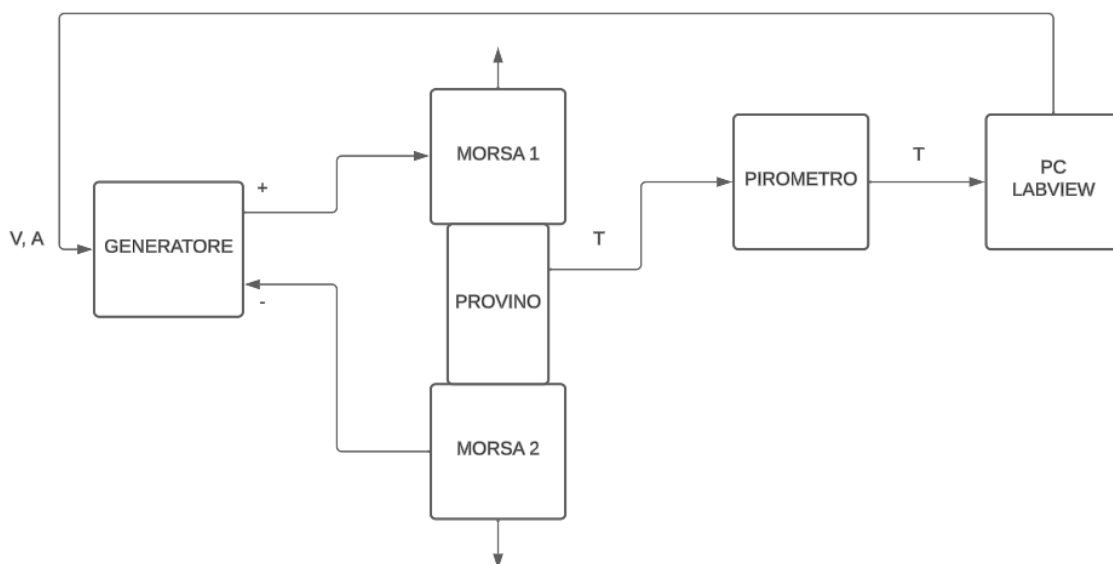 MORSA 1
PIROMETRO
T
PC
LABVIEW
+
V, A
GENERATORE
T
-
PROVINO
MORSA 2